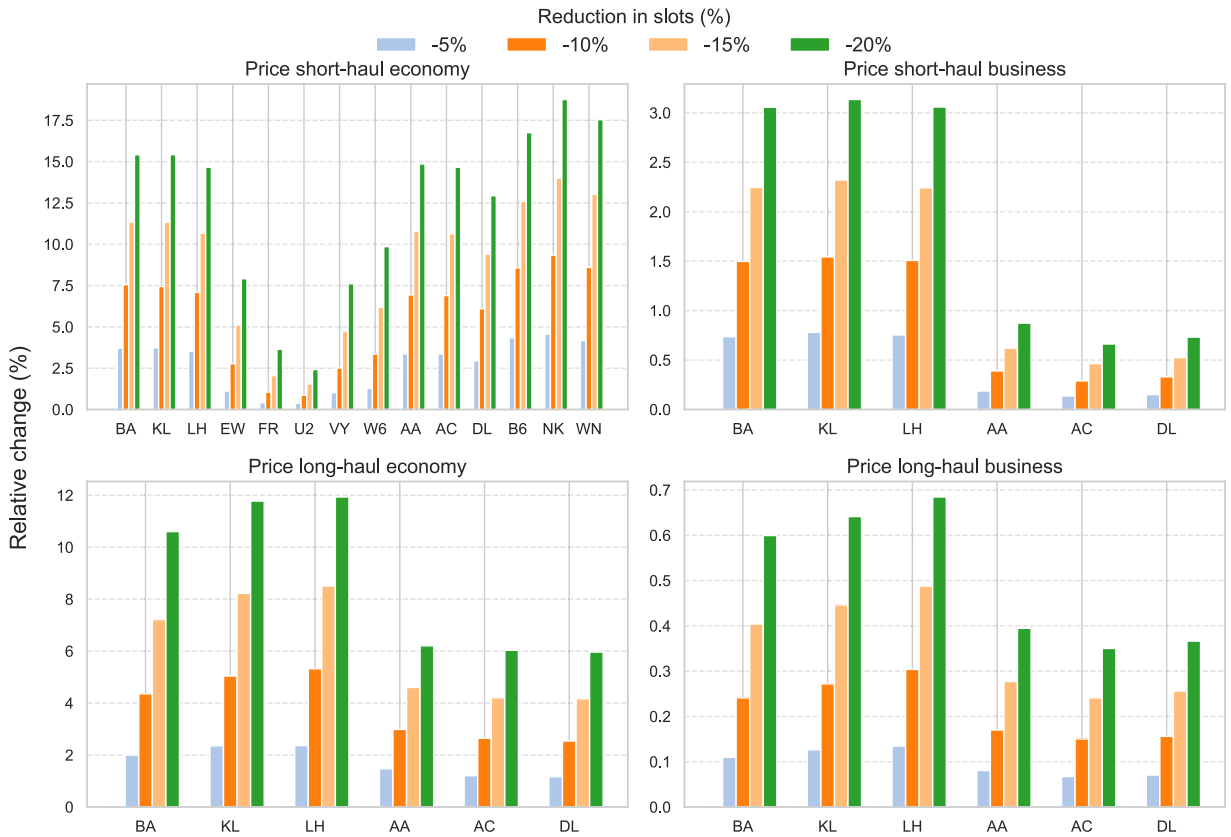 Reduction in slots (%)
-5% -10% -15% -20%
Price short-haul economy
17.5
15.0
12.5
10.0
7.5
5.0
2.5
0.0
BA KL LH EW FR U2 VY W6 AA AC DL B6 NK WN
Price short-haul business
3.0
2.5
2.0
1.5
1.0
0.5
0.0
BA KL LH AA AC DL
Relative change (%)
Price long-haul economy
12
10
8
6
4
2
0
BA KL LH AA AC DL
Price long-haul business
0.7
0.6
0.5
0.4
0.3
0.2
0.1
0.0
BA KL LH AA AC DL